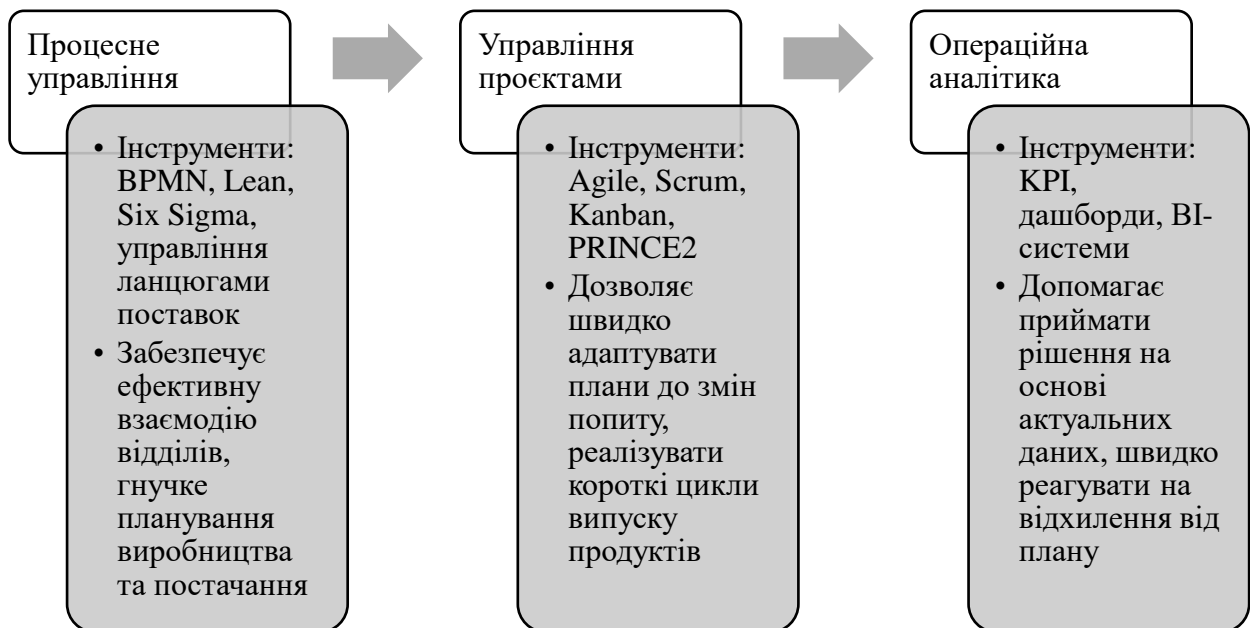 Процесне
управління
• Інструменти:
BPMN, Lean,
Six Sigma,
управління
ланцюгами
поставок
• Забезпечує
ефективну
взаємодію
відділів,
гнучке
планування
виробництва
та постачання
Управління
проєктами
• Інструменти:
Agile, Scrum,
Kanban,
PRINCE2
• Дозволяє
швидко
адаптувати
плани до змін
попиту,
реалізувати
короткі цикли
випуску
продуктів
Операційна
аналітика
• Інструменти:
KPI,
дашборди, BI-
системи
• Допомагає
приймати
рішення на
основі
актуальних
даних, швидко
реагувати на
відхилення від
плану